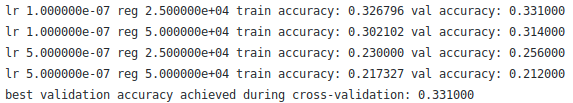 lr 1.000000e-07 reg 2.500000e+04 train accuracy: 0.326796 val accuracy: 0.331000
lr 1.000000e-07 reg 5.000000e+04 train accuracy: 0.302102 val accuracy: 0.314000
lr 5.000000e-07 reg 2.500000e+04 train accuracy: 0.230000 val accuracy: 0.256000
lr 5.000000e-07 reg 5.000000e+04 train accuracy: 0.217327 val accuracy: 0.212000
best validation accuracy achieved during cross-validation: 0.331000